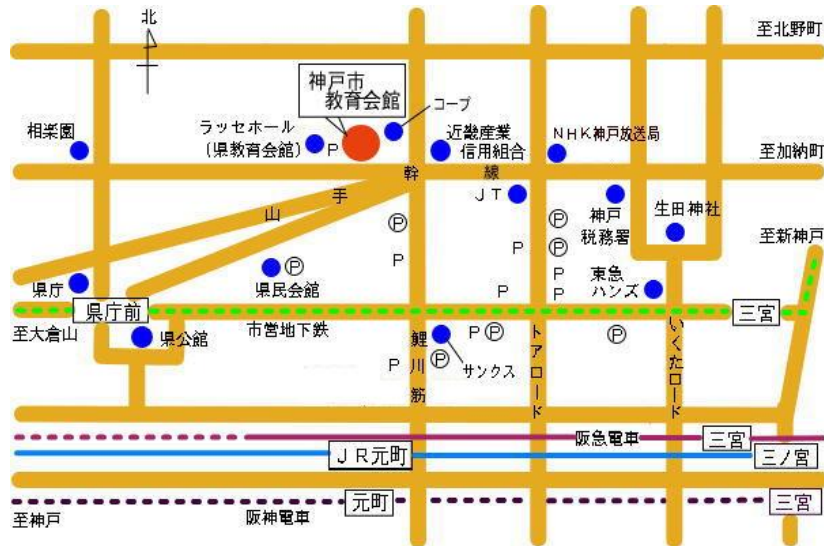 北
至北野町
神戸市
教育会館
コープ
相楽園
ラッセホール
(県教育会館)
P
近畿産業
信用組合
NHK神戸放送局
至加納町
山手幹線
JT
神戸
税務署
生田神社
至新神戸
P
P
P
P
P
P
P
P
P
県庁
県民会館
東急
ハンズ
県庁前
三宮
至大倉山
県公館
市営地下鉄
鯉川筋
サンクス
P
P
P
P
P
トアロード
いくたロード
阪急電車
三宮
JR元町
三ノ宮
元町
三宮
至神戸
阪神電車